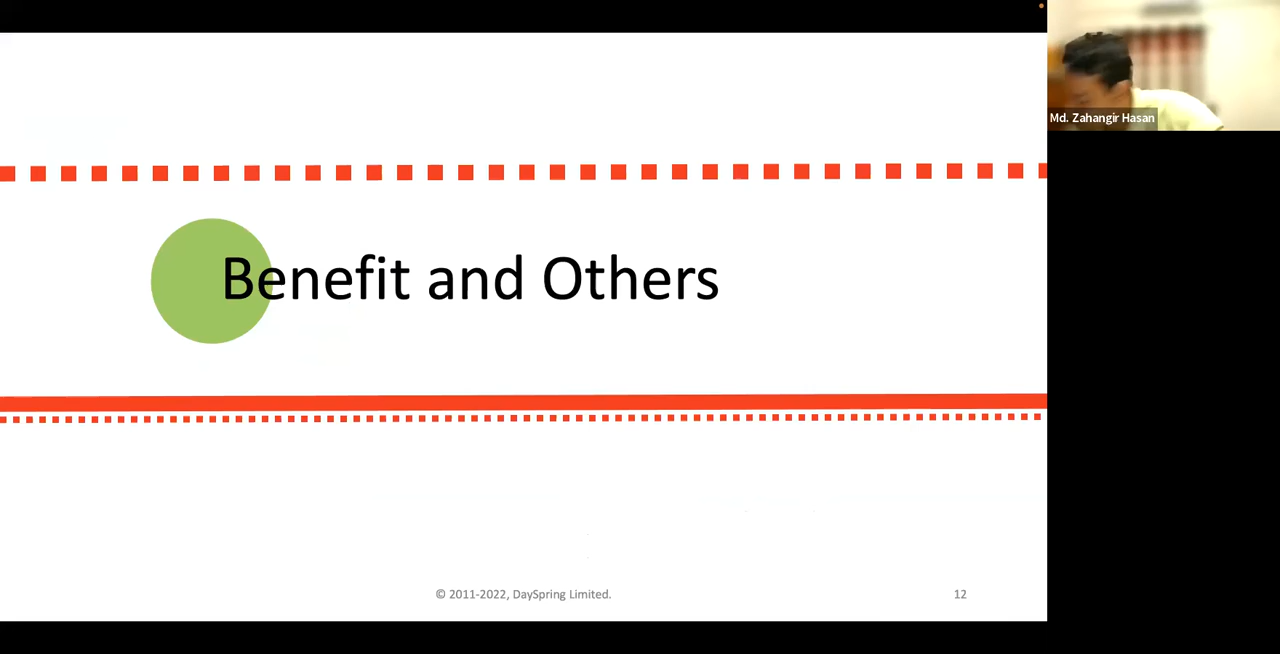 Md. Zahangir Hasan
Benefit and Others
© 2011-2022, DaySpring Limited.
12